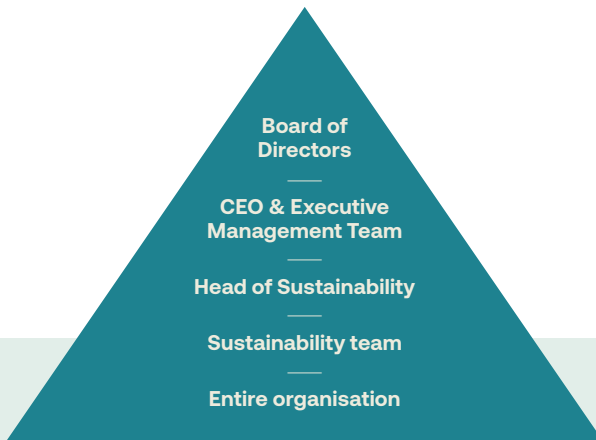 Board of
Directors
CEO & Executive
Management Team
Head of Sustainability
Sustainability team
Entire organisation